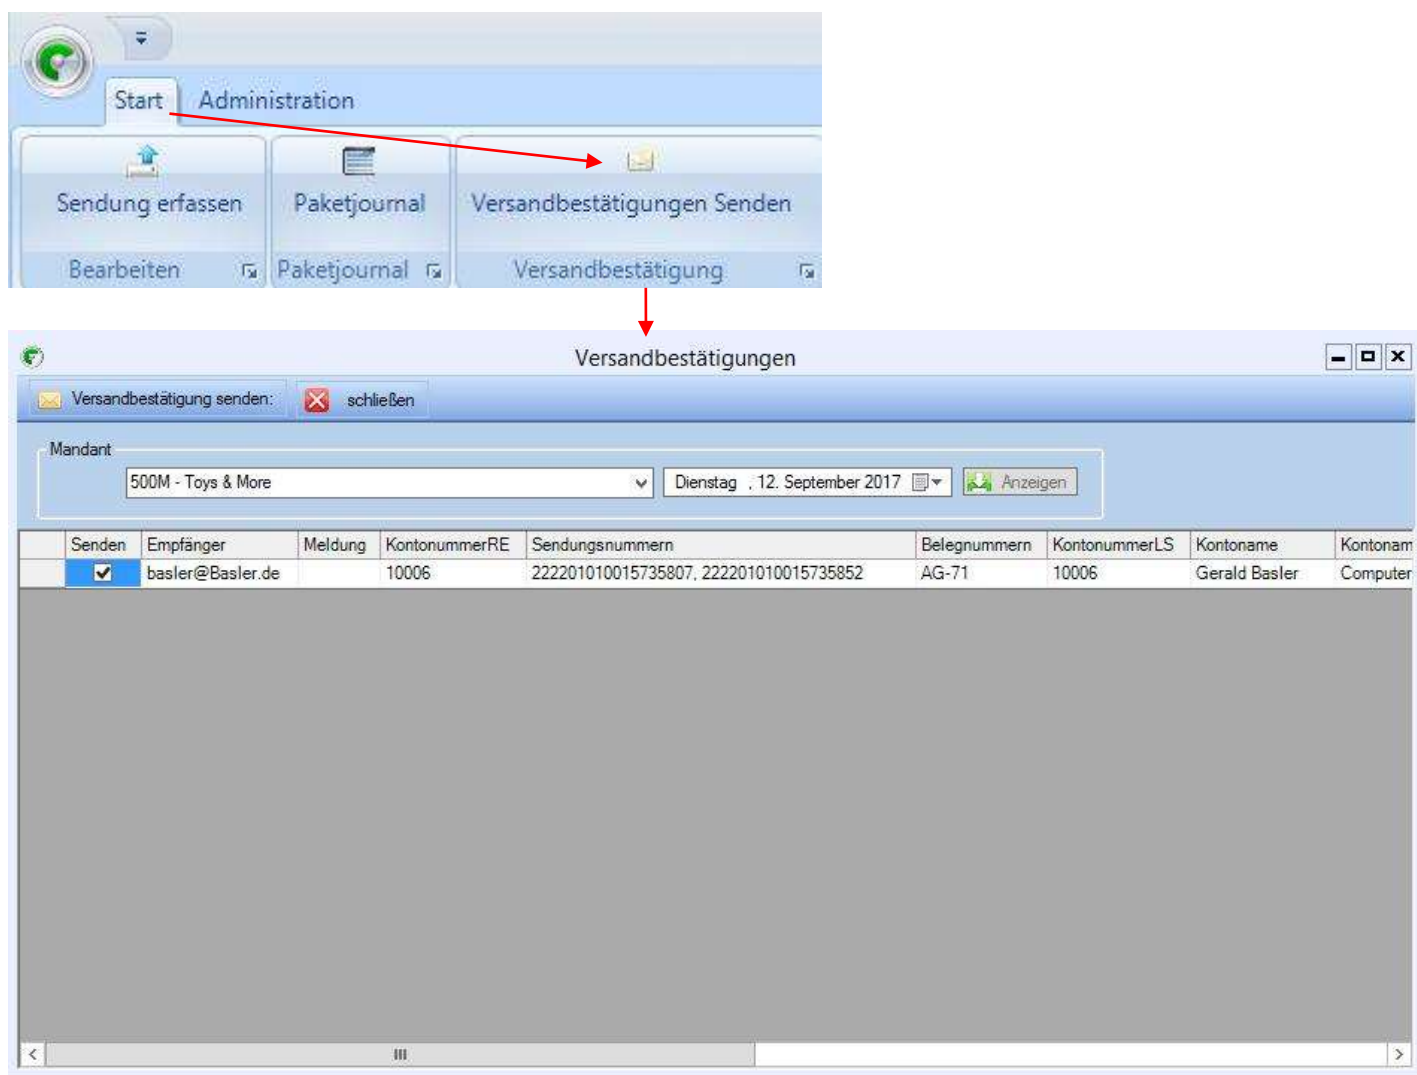 Start Administration
Sendung erfassen Paketjournal Versandbestätigungen Senden
Bearbeiten Paketjournal Versandbestätigung
Versandbestätigungen
Versandbestätigung senden: schließen
Mandant
500M - Toys & More Dienstag , 12. September 2017 Anzeigen
Senden Empfänger Meldung KontonummerRE Sendungsnummern Belegnummern KontonummerLS Kontoname Kontonam
basler@Basler.de 10006 222201010015735807, 222201010015735852 AG-71 10006 Gerald Basler Computer